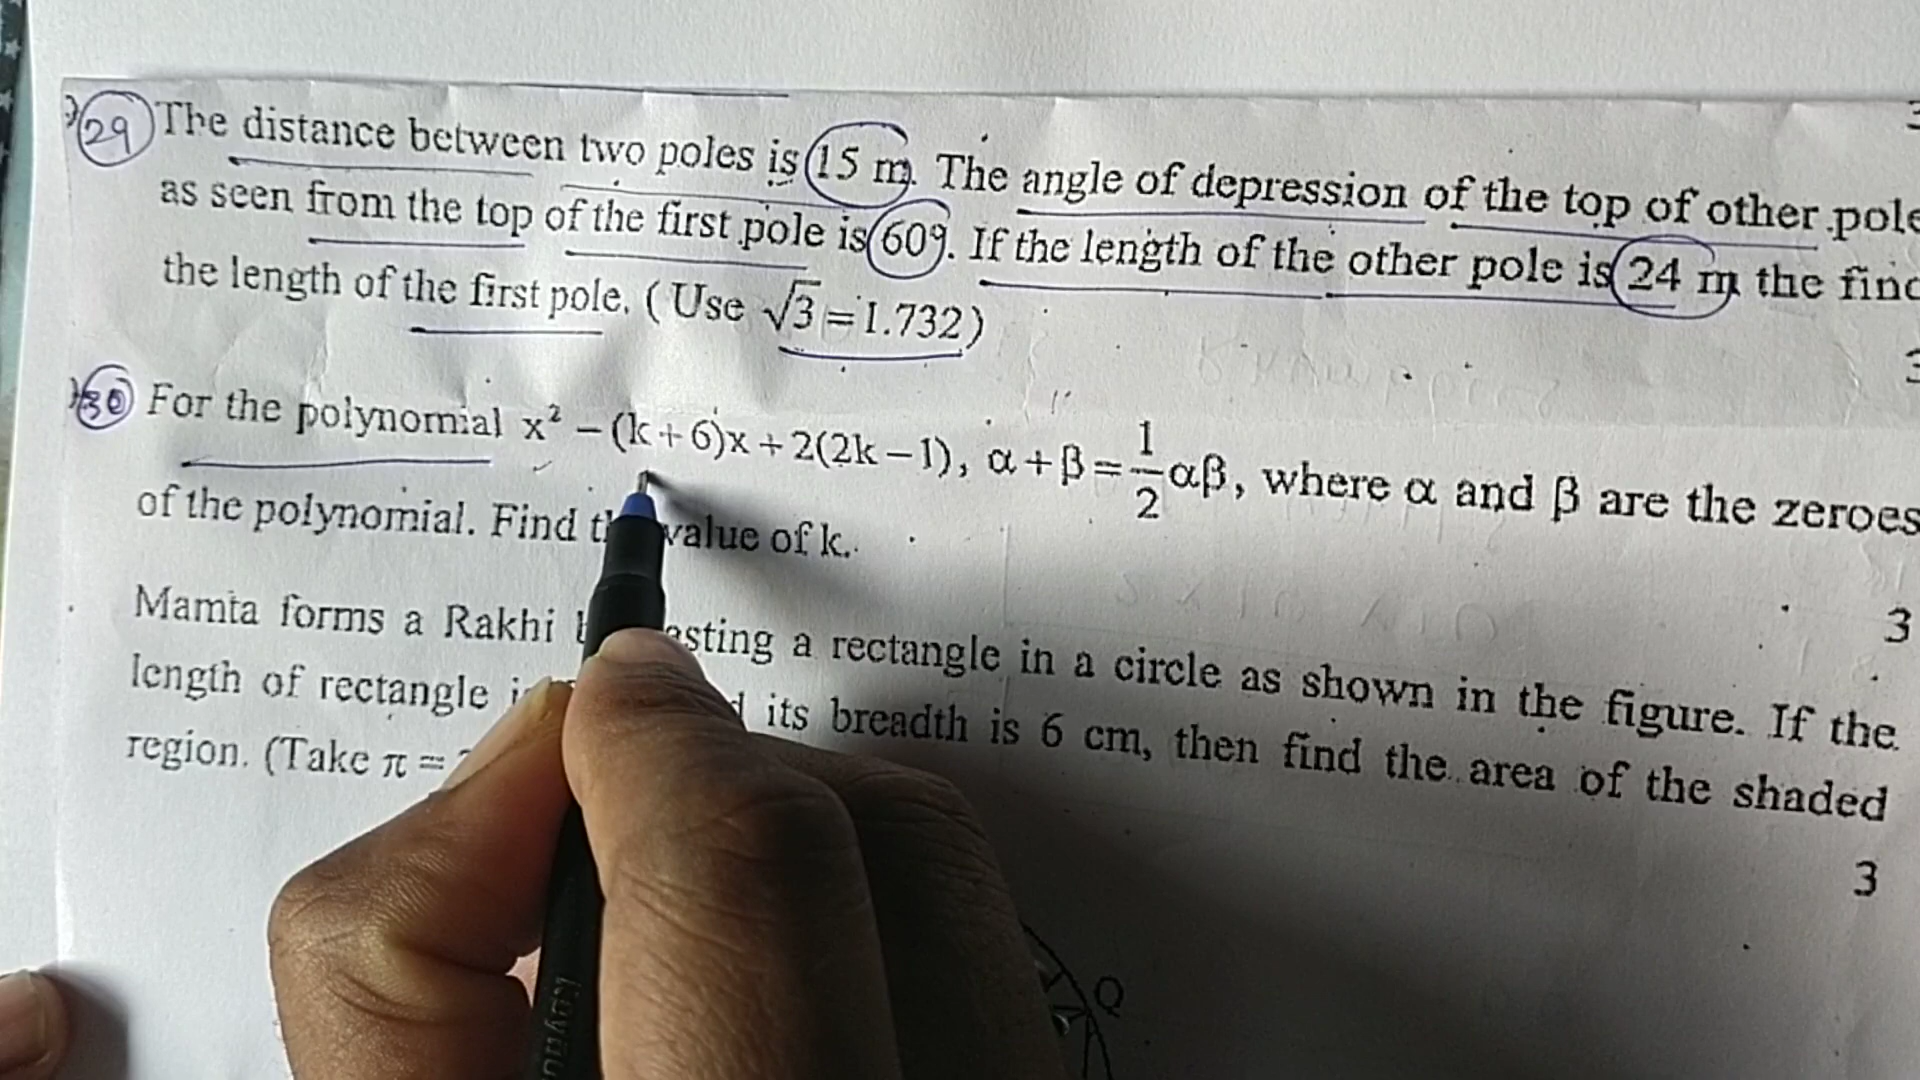 29 The distance between two poles is 15 m. The angle of depression of the top of other pole
as seen from the top of the first pole is 60°. If the length of the other pole is 24 m the find
the length of the first pole. ( Use √3 = 1.732)
3
30 For the polynomial x² – (k + 6)x + 2(2k – 1), α + β = 1/2 αβ, where α and β are the zeroes
of the polynomial. Find value of k.
3
Mamta forms a Rakhi a rectangle in a circle as shown in the figure. If the
length of rectangle its breadth is 6 cm, then find the area of the shaded
region. (Take π =
3
Q